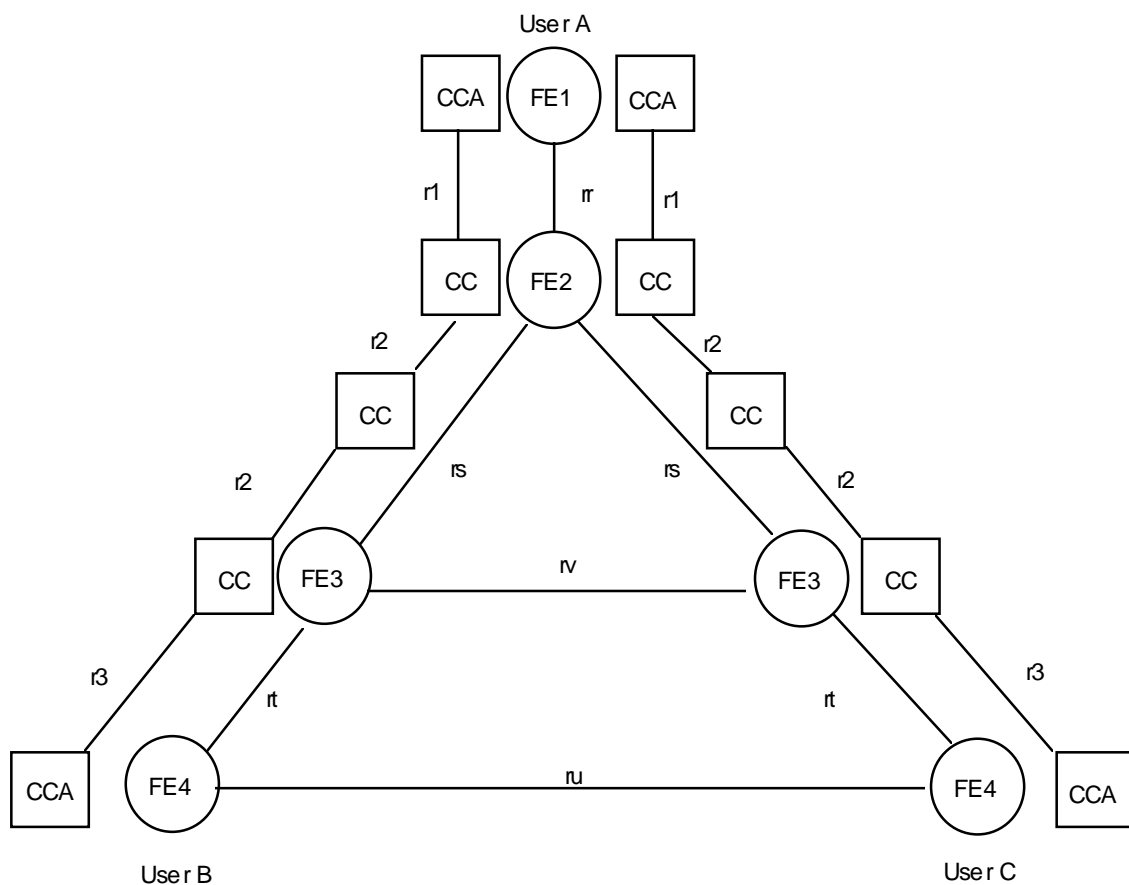 User A
CCA FE1 CCA
r1 rr r1
CC FE2 CC
r2 r2
CC CC
rs rs
r2 r2
CC FE3 rv FE3 CC
r3 rt rt r3
CCA FE4 ru FE4 CCA
User B User C